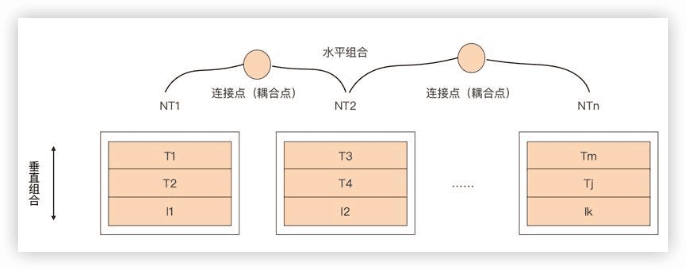 水平组合
连接点（耦合点）
连接点（耦合点）
NT1
NT2
NTn
垂直组合
T1
T3
Tm
T2
T4
......
Tj
I1
I2
Ik